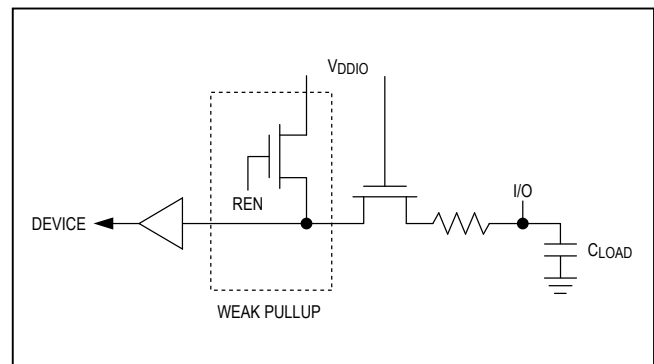 VDDIO
REN
I/O
DEVICE
CLOAD
WEAK PULLUP